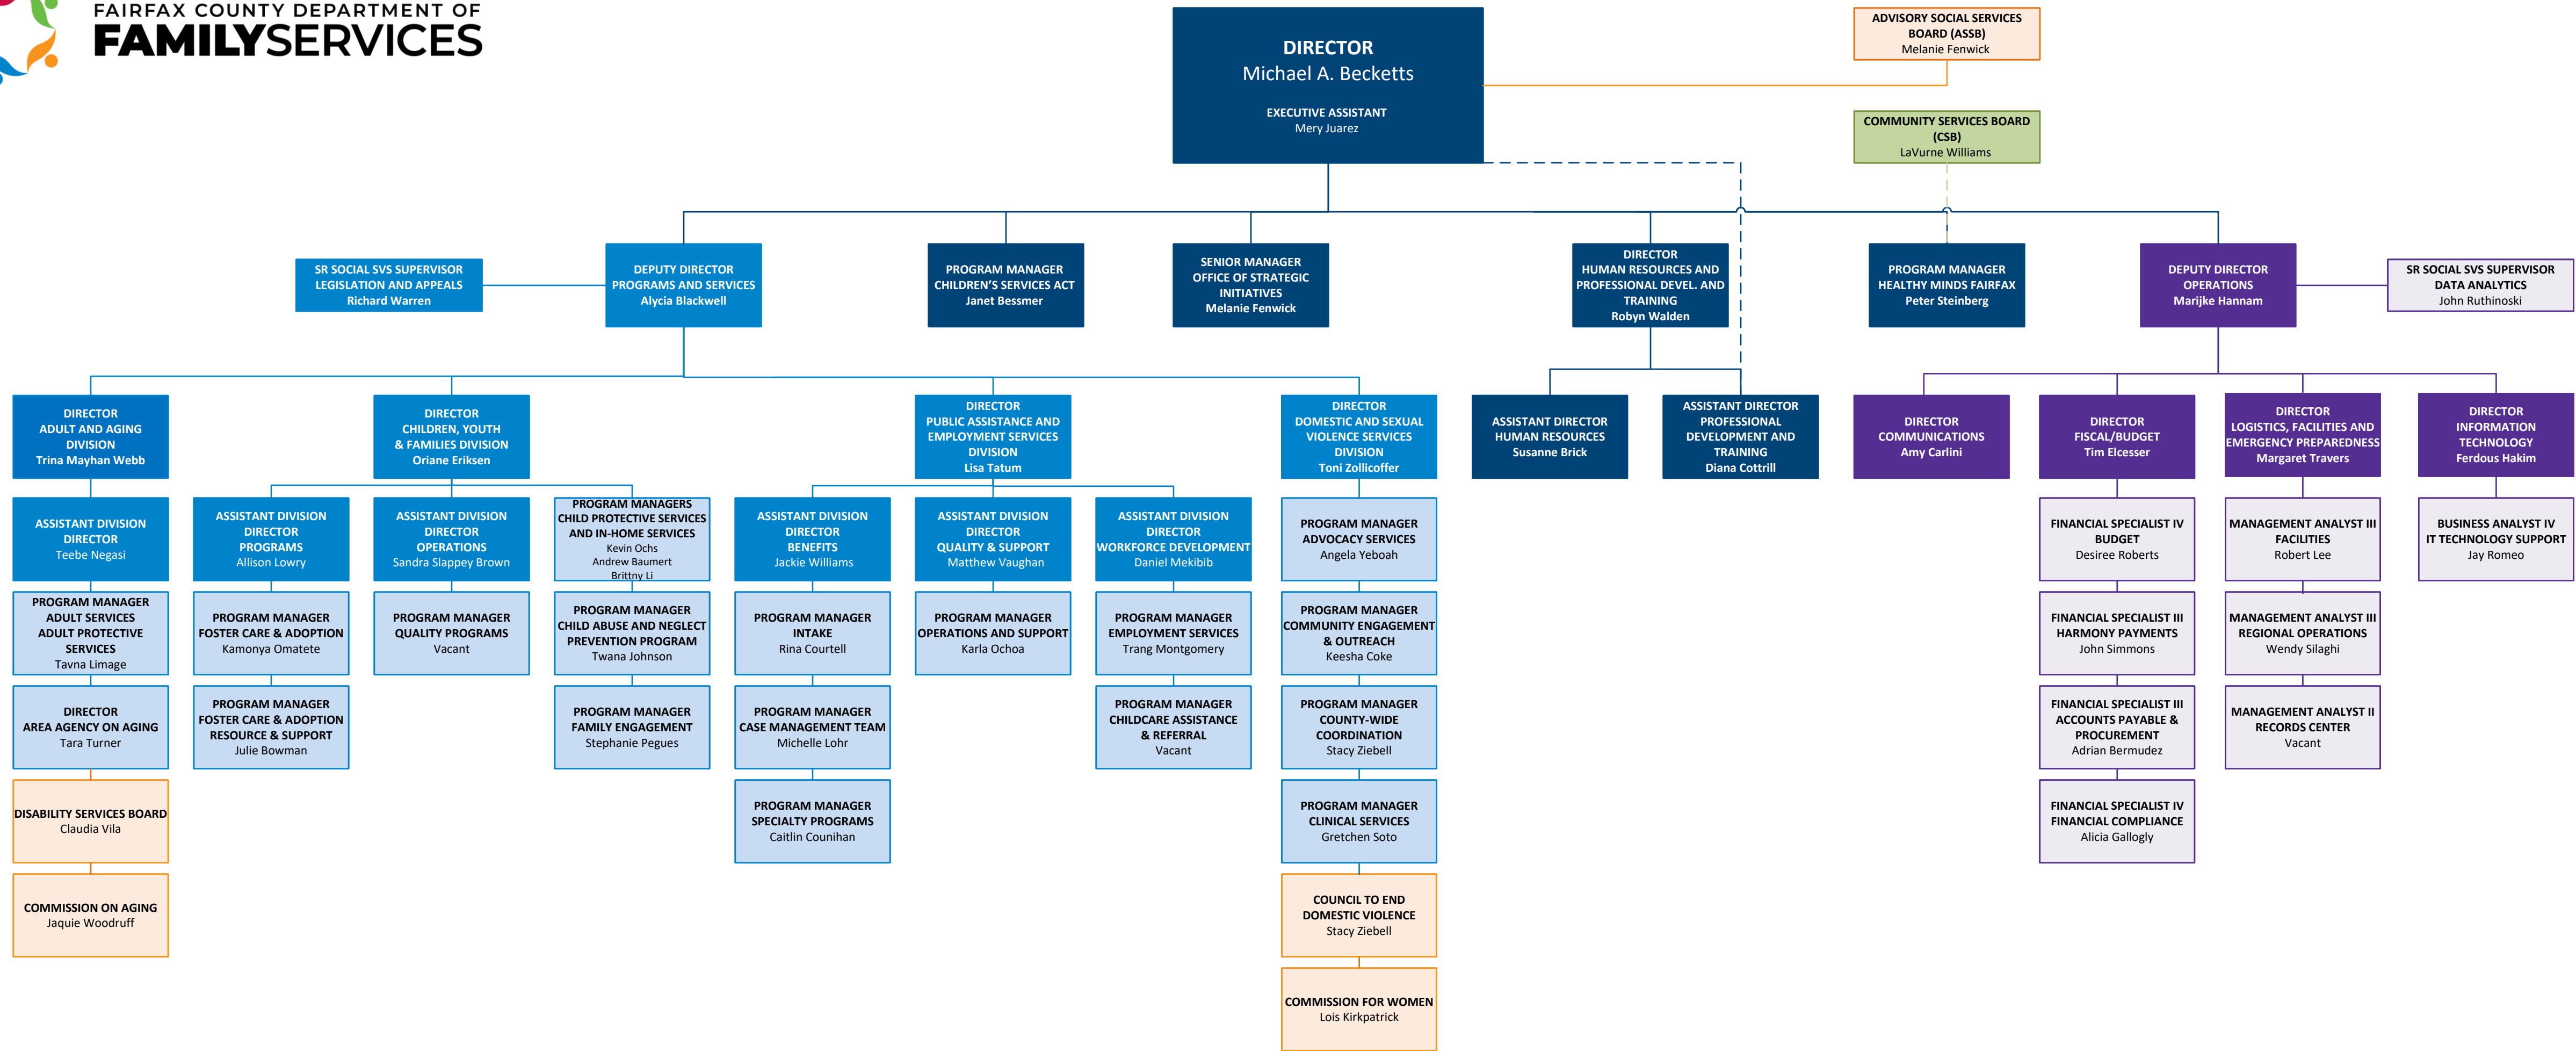 FAIRFAX COUNTY DEPARTMENT OF
FAMILYSERVICES
DIRECTOR
Michael A. Becketts
EXECUTIVE ASSISTANT
Mery Juarez
ADVISORY SOCIAL SERVICES
BOARD (ASSB)
Melanie Fenwick
COMMUNITY SERVICES BOARD
(CSB)
LaVurne Williams
SR SOCIAL SVS SUPERVISOR
LEGISLATION AND APPEALS
Richard Warren
DEPUTY DIRECTOR
PROGRAMS AND SERVICES
Alycia Blackwell
PROGRAM MANAGER
CHILDREN'S SERVICES ACT
Janet Bessmer
SENIOR MANAGER
OFFICE OF STRATEGIC
INITIATIVES
Melanie Fenwick
DIRECTOR
HUMAN RESOURCES AND
PROFESSIONAL DEVEL. AND
TRAINING
Robyn Walden
PROGRAM MANAGER
HEALTHY MINDS FAIRFAX
Peter Steinberg
DEPUTY DIRECTOR
OPERATIONS
Marijke Hannam
SR SOCIAL SVS SUPERVISOR
DATA ANALYTICS
John Ruthinoski
DIRECTOR
ADULT AND AGING
DIVISION
Trina Mayhan Webb
DIRECTOR
CHILDREN, YOUTH
& FAMILIES DIVISION
Oriane Eriksen
DIRECTOR
PUBLIC ASSISTANCE AND
EMPLOYMENT SERVICES
DIVISION
Lisa Tatum
DIRECTOR
DOMESTIC AND SEXUAL
VIOLENCE SERVICES
DIVISION
Toni Zollicoffer
ASSISTANT DIRECTOR
HUMAN RESOURCES
Susanne Brick
ASSISTANT DIRECTOR
PROFESSIONAL
DEVELOPMENT AND
TRAINING
Diana Cottrill
DIRECTOR
COMMUNICATIONS
Amy Carlini
DIRECTOR
FISCAL/BUDGET
Tim Elcesser
DIRECTOR
LOGISTICS, FACILITIES AND
EMERGENCY PREPAREDNESS
Margaret Travers
DIRECTOR
INFORMATION
TECHNOLOGY
Ferdous Hakim
ASSISTANT DIVISION
DIRECTOR
Teebe Negasi
ASSISTANT DIVISION
DIRECTOR
PROGRAMS
Allison Lowry
ASSISTANT DIVISION
DIRECTOR
OPERATIONS
Sandra Slappey Brown
PROGRAM MANAGERS
CHILD PROTECTIVE SERVICES
AND IN-HOME SERVICES
Kevin Ochs
Andrew Baumert
Brittny Li
ASSISTANT DIVISION
DIRECTOR
BENEFITS
Jackie Williams
ASSISTANT DIVISION
DIRECTOR
QUALITY & SUPPORT
Matthew Vaughan
ASSISTANT DIVISION
DIRECTOR
WORKFORCE DEVELOPMENT
Daniel Mekibib
PROGRAM MANAGER
ADVOCACY SERVICES
Angela Yeboah
FINANCIAL SPECIALIST IV
BUDGET
Desiree Roberts
MANAGEMENT ANALYST III
FACILITIES
Robert Lee
BUSINESS ANALYST IV
IT TECHNOLOGY SUPPORT
Jay Romeo
PROGRAM MANAGER
ADULT SERVICES
ADULT PROTECTIVE
SERVICES
Tavna Limage
PROGRAM MANAGER
FOSTER CARE & ADOPTION
Kamonya Omatete
PROGRAM MANAGER
QUALITY PROGRAMS
Vacant
PROGRAM MANAGER
CHILD ABUSE AND NEGLECT
PREVENTION PROGRAM
Twana Johnson
PROGRAM MANAGER
INTAKE
Rina Courtell
PROGRAM MANAGER
OPERATIONS AND SUPPORT
Karla Ochoa
PROGRAM MANAGER
EMPLOYMENT SERVICES
Trang Montgomery
PROGRAM MANAGER
COMMUNITY ENGAGEMENT
& OUTREACH
Keesha Coke
FINANCIAL SPECIALIST III
HARMONY PAYMENTS
John Simmons
MANAGEMENT ANALYST III
REGIONAL OPERATIONS
Wendy Silaghi
DIRECTOR
AREA AGENCY ON AGING
Tara Turner
PROGRAM MANAGER
FOSTER CARE & ADOPTION
RESOURCE & SUPPORT
Julie Bowman
PROGRAM MANAGER
FAMILY ENGAGEMENT
Stephanie Pegues
PROGRAM MANAGER
CASE MANAGEMENT TEAM
Michelle Lohr
PROGRAM MANAGER
CHILDCARE ASSISTANCE
& REFERRAL
Vacant
PROGRAM MANAGER
COUNTY-WIDE
COORDINATION
Stacy Ziebell
FINANCIAL SPECIALIST III
ACCOUNTS PAYABLE &
PROCUREMENT
Adrian Bermudez
MANAGEMENT ANALYST II
RECORDS CENTER
Vacant
DISABILITY SERVICES BOARD
Claudia Vila
PROGRAM MANAGER
SPECIALTY PROGRAMS
Caitlin Counihan
PROGRAM MANAGER
CLINICAL SERVICES
Gretchen Soto
FINANCIAL SPECIALIST IV
FINANCIAL COMPLIANCE
Alicia Gallogly
COMMISSION ON AGING
Jaquie Woodruff
COUNCIL TO END
DOMESTIC VIOLENCE
Stacy Ziebell
COMMISSION FOR WOMEN
Lois Kirkpatrick